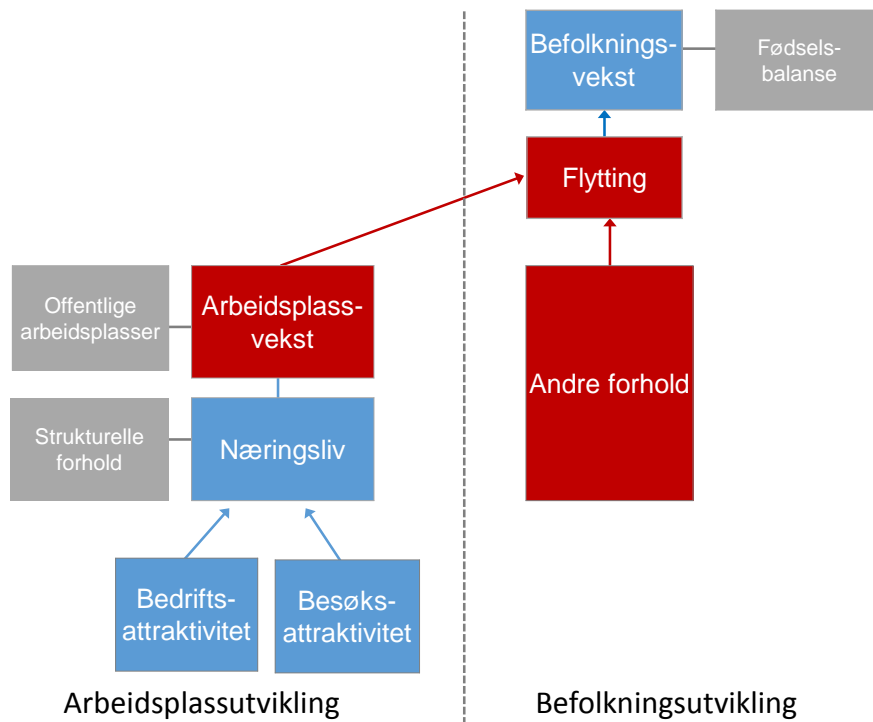 Befolknings-
vekst
Fødsels-
balanse
Flytting
Offentlige
arbeidsplasser
Arbeidsplass-
vekst
Andre forhold
Strukturelle
forhold
Næringsliv
Bedrifts-
attraktivitet
Besøks-
attraktivitet
Arbeidsplassutvikling
Befolkningsutvikling